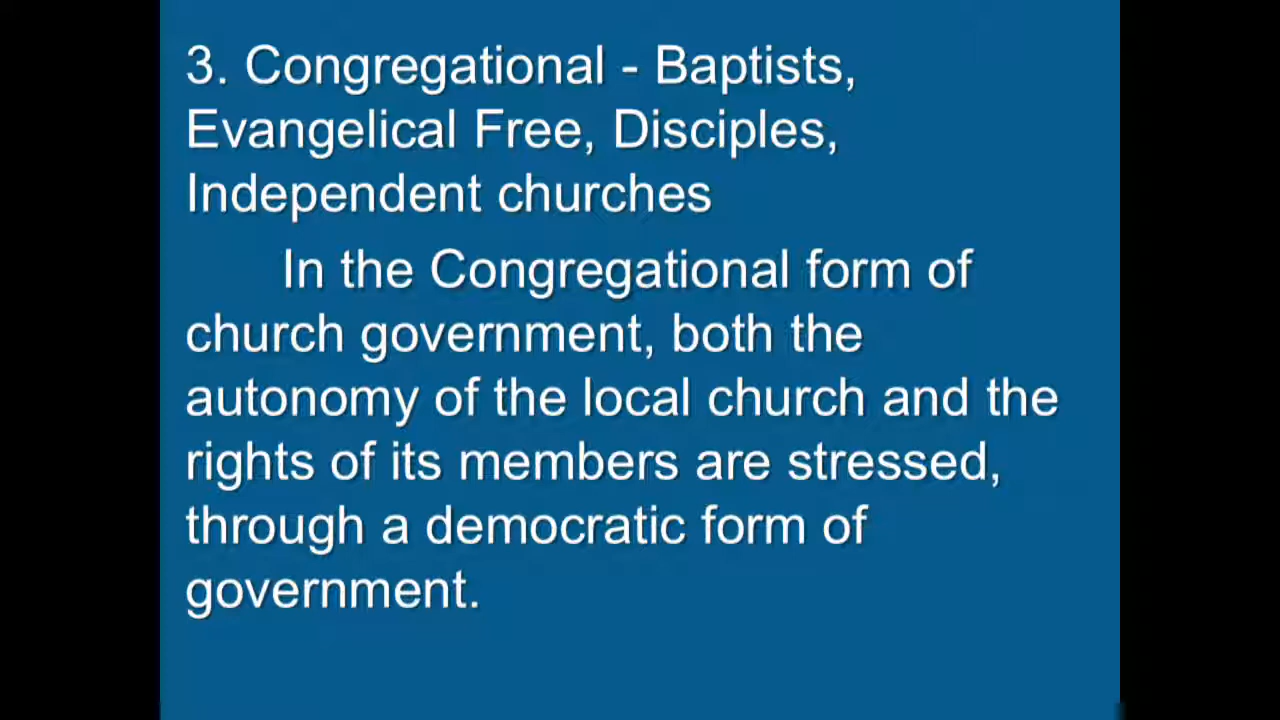 3. Congregational - Baptists,
Evangelical Free, Disciples,
Independent churches
In the Congregational form of
church government, both the
autonomy of the local church and the
rights of its members are stressed,
through a democratic form of
government.